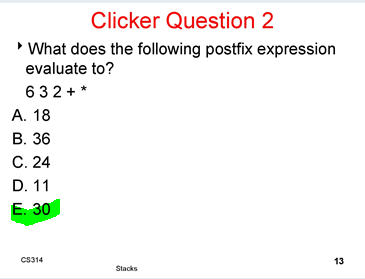 Clicker Question 2
What does the following postfix expression
evaluate to?
6 3 2 + *
A. 18
B. 36
C. 24
D. 11
E. 30
CS314
Stacks
13